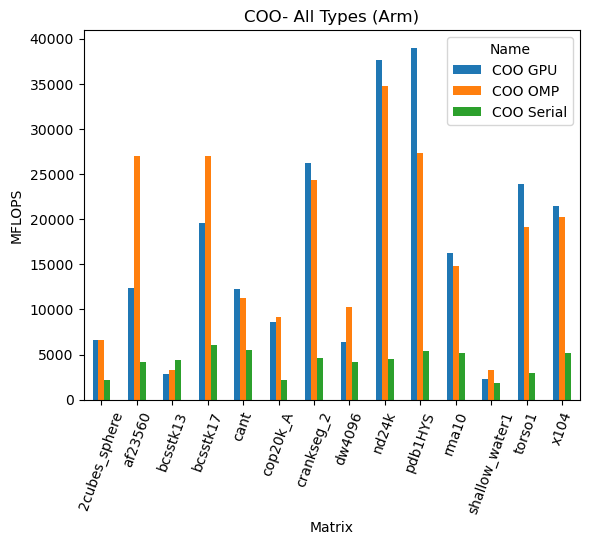 COO- All Types (Arm)
Name
COO GPU
COO OMP
COO Serial
MFLOPS
40000
35000
30000
25000
20000
15000
10000
5000
0
2cubes_sphere
af23560
bcsstk13
bcsstk17
cant
cop20k_A
crankseg_2
dw4096
nd24k
pdb1HYS
rma10
shallow_water1
torso1
x104
Matrix